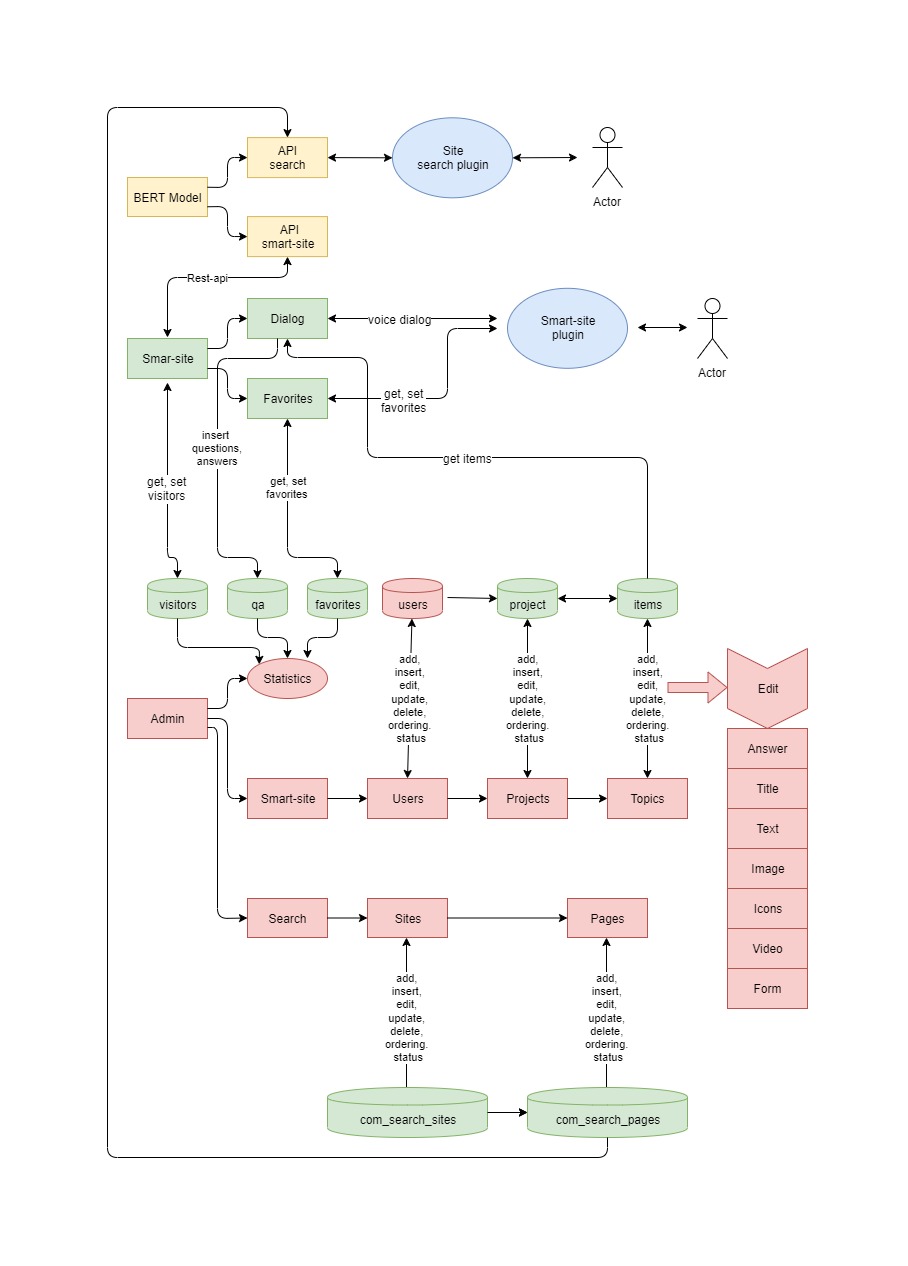 API
search
Site
search plugin
Actor
BERT Model
API
smart-site
Rest-api
Dialog
voice dialog
Smart-site
plugin
Actor
Smar-site
Favorites
get, set
favorites
insert
questions,
answers
get items
get, set
visitors
get, set
favorites
visitors
qa
favorites
users
project
items
Statistics
add,
insert,
edit,
update,
delete,
ordering.
status
add,
insert,
edit,
update,
delete,
ordering.
status
add,
insert,
edit,
update,
delete,
ordering.
status
Edit
Admin
Answer
Title
Text
Image
Icons
Video
Form
Smart-site
Users
Projects
Topics
Search
Sites
Pages
add,
insert,
edit,
update,
delete,
ordering.
status
add,
insert,
edit,
update,
delete,
ordering.
status
com_search_sites
com_search_pages